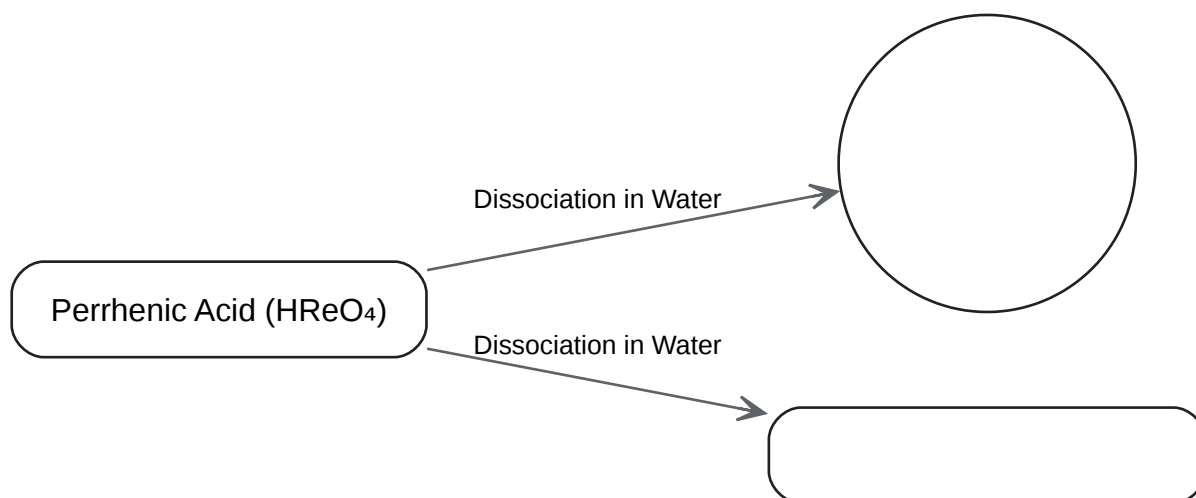 Dissociation in Water
Perrhenic Acid (HReO₄)
Dissociation in Water